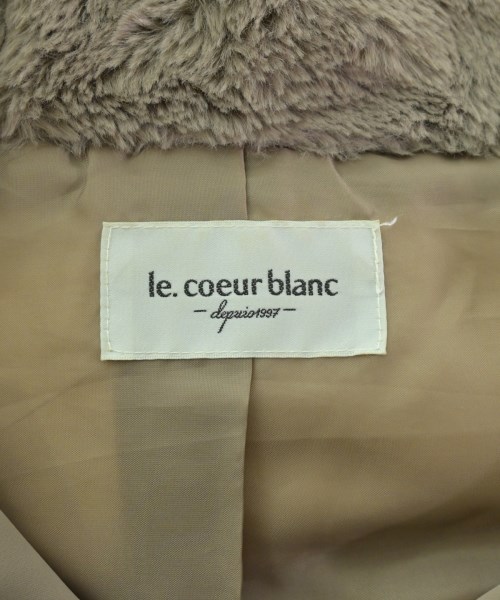 le. coeur blanc
- depuis1997 -